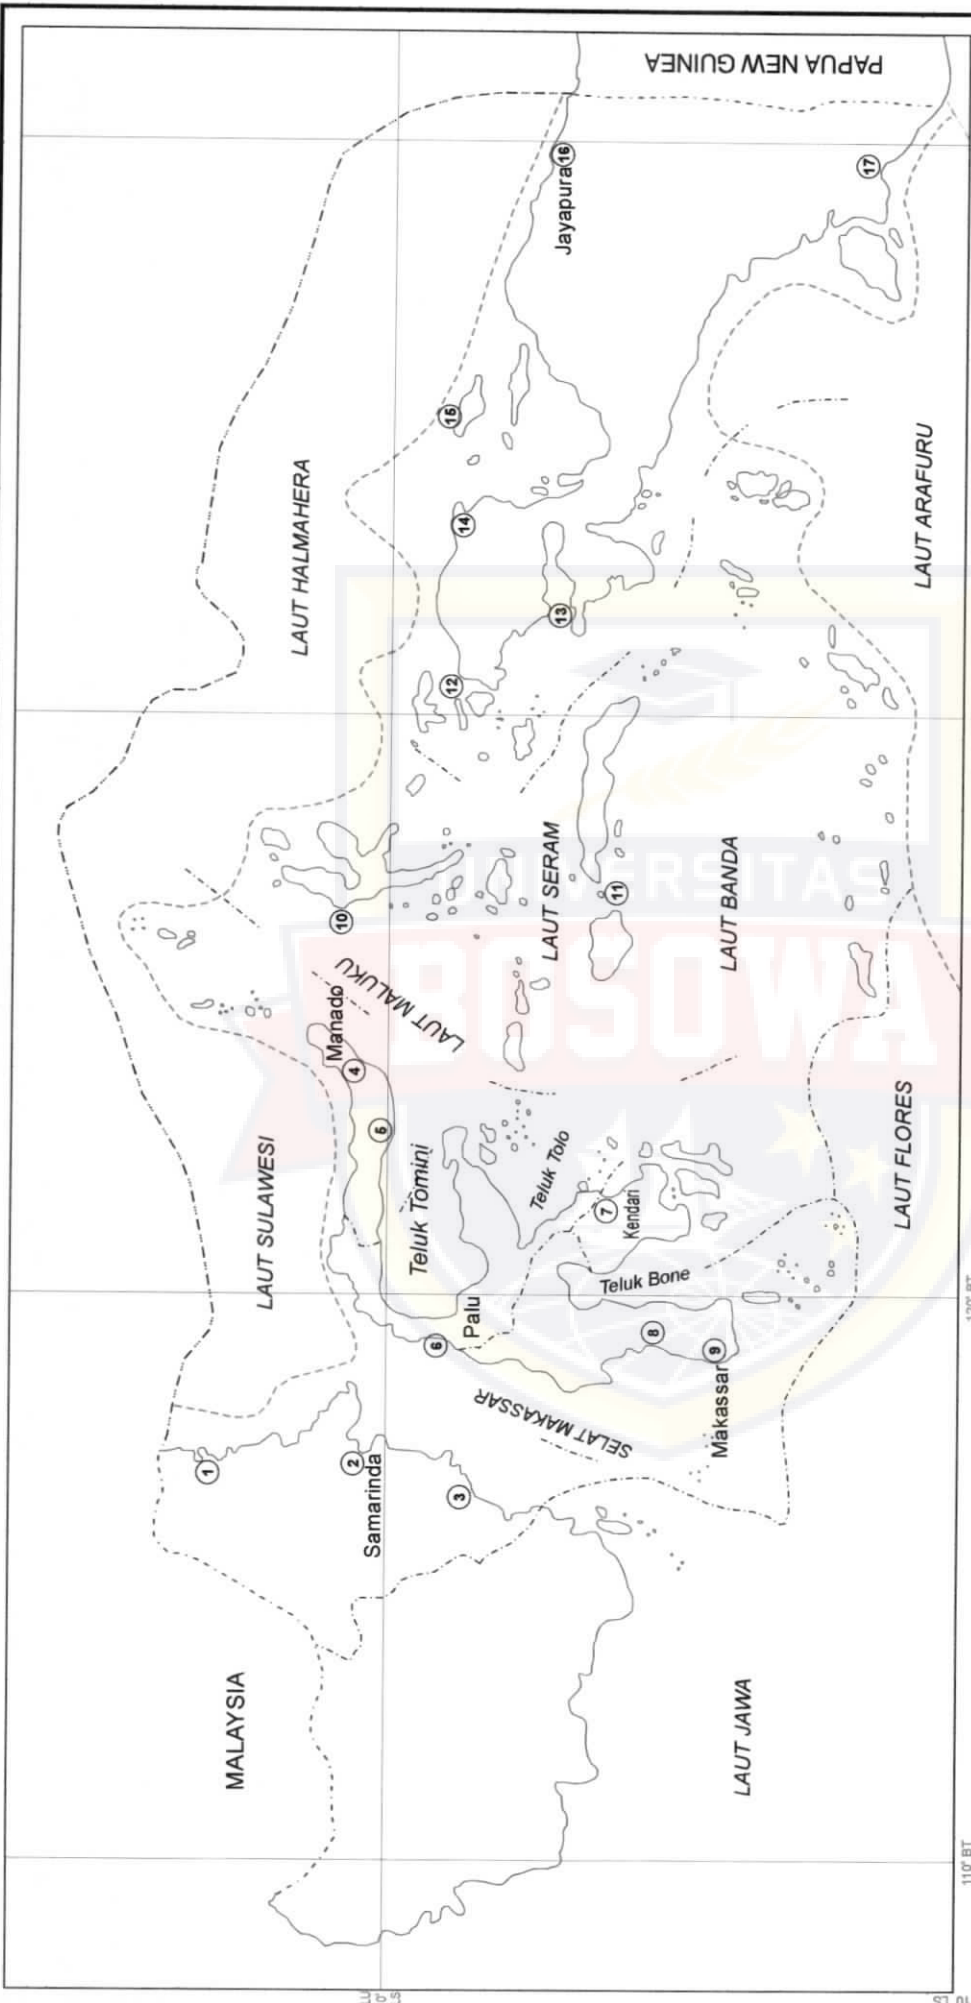 PAPUA NEW GUINEA
MALAYSIA
LAUT SULAWESI
LAUT HALMAHERA
LAUT MALUKU
LAUT SERAM
LAUT BANDA
LAUT ARAFURU
LAUT FLORES
LAUT JAWA
SELAT MAKASSAR
Teluk Tomini
Teluk Tolo
Teluk Bone
Samarinda
Manado
Palu
Kendari
Makassar
Jayapura
1
2
3
4
5
6
7
8
9
10
11
12
13
14
15
16
17
110° BT
UNIVERSITAS
BOSOWA